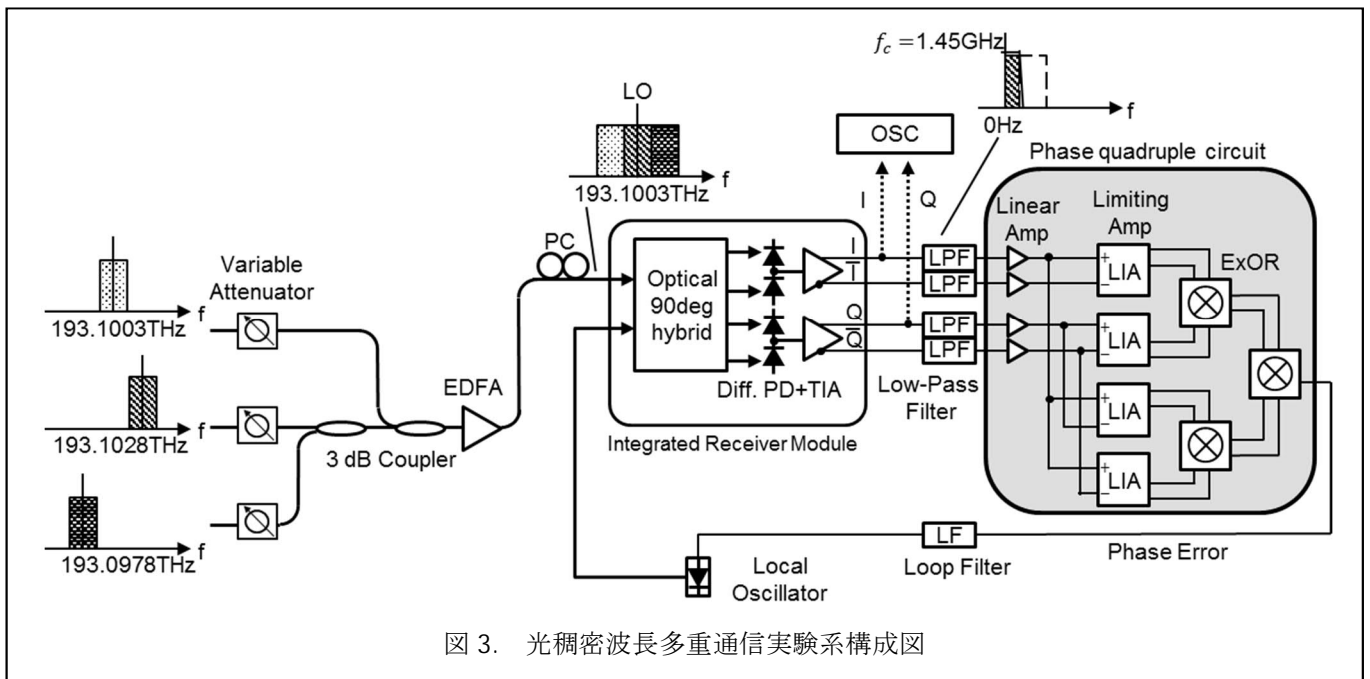 f_c =1.45GHz
f
0Hz
LO
f
193.1003THz
OSC
I
Q
Phase quadruple circuit
Linear
Amp
Limiting
Amp
ExOR
PC
Optical
90deg
hybrid
I
I̅
Q
Q̅
Diff. PD+TIA
Integrated Receiver Module
LPF
LPF
LPF
LPF
Low-Pass
Filter
+
−
LIA
+
−
LIA
+
−
LIA
+
−
LIA
Variable
Attenuator
f
193.1003THz
f
193.1028THz
f
193.0978THz
3 dB Coupler
EDFA
LF
Loop Filter
Phase Error
Local
Oscillator
図 3. 光稠密波長多重通信実験系構成図